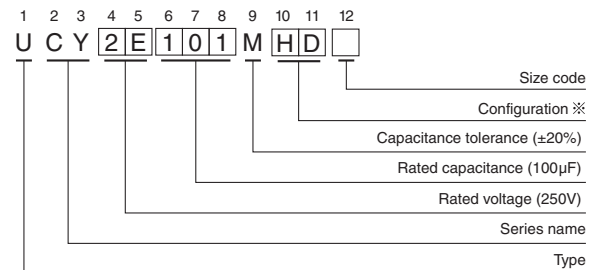 1 2 3 4 5 6 7 8 9 10 11 12
U C Y 2 E 1 0 1 M H D
Size code
Configuration ※
Capacitance tolerance (±20%)
Rated capacitance (100µF)
Rated voltage (250V)
Series name
Type